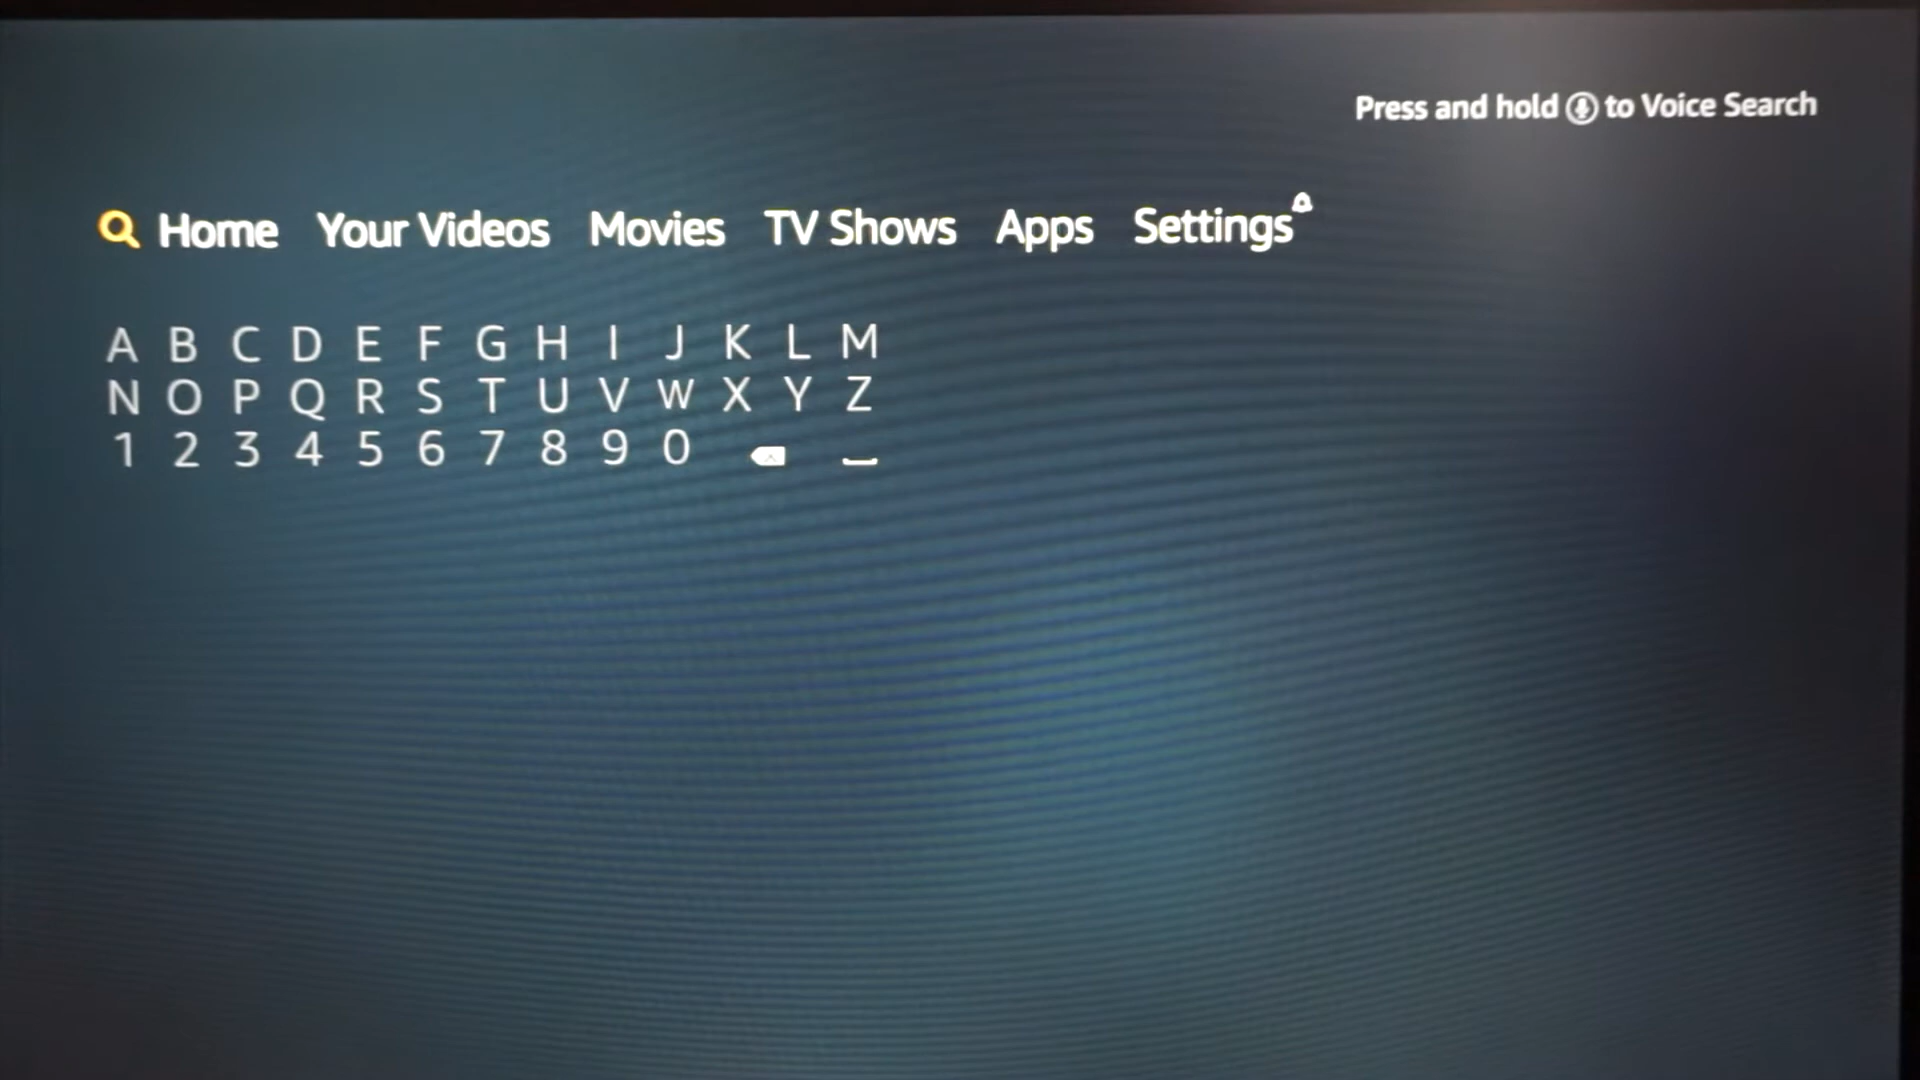 Press and hold to Voice Search
Home Your Videos Movies TV Shows Apps Settings
A B C D E F G H I J K L M
N O P Q R S T U V W X Y Z
1 2 3 4 5 6 7 8 9 0